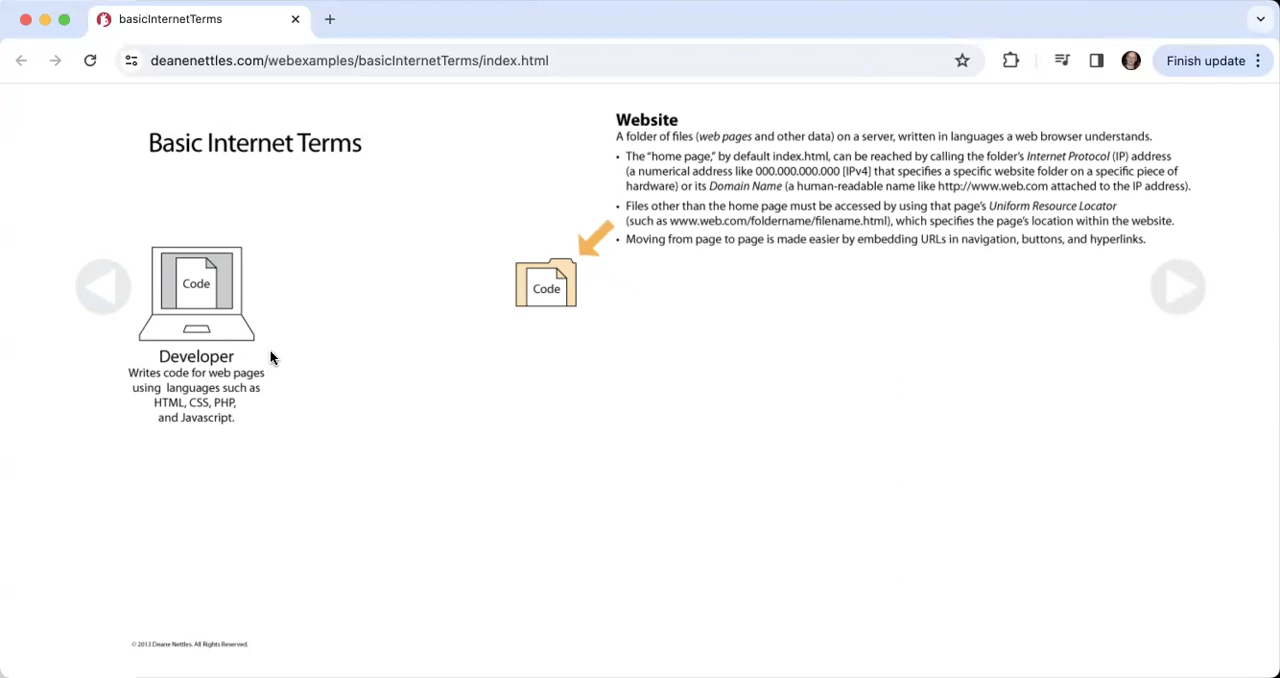 basicInternetTerms
deanenettles.com/webexamples/basicInternetTerms/index.html
Finish update
Basic Internet Terms
Website
A folder of files (web pages and other data) on a server, written in languages a web browser understands.
• The "home page," by default index.html, can be reached by calling the folder's Internet Protocol (IP) address
(a numerical address like 000.000.000.000 [IPv4] that specifies a specific website folder on a specific piece of
hardware) or its Domain Name (a human-readable name like http://www.web.com attached to the IP address).
• Files other than the home page must be accessed by using that page's Uniform Resource Locator
(such as www.web.com/foldername/filename.html), which specifies the page's location within the website.
• Moving from page to page is made easier by embedding URLs in navigation, buttons, and hyperlinks.
Code
Code
Developer
Writes code for web pages
using languages such as
HTML, CSS, PHP,
and Javascript.
© 2013 Deane Nettles. All Rights Reserved.